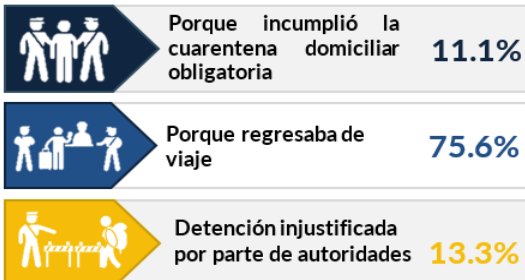 Porque incumplió la
cuarentena domiciliar
obligatoria
11.1%
Porque regresaba de
viaje
75.6%
Detención injustificada
por parte de autoridades
13.3%